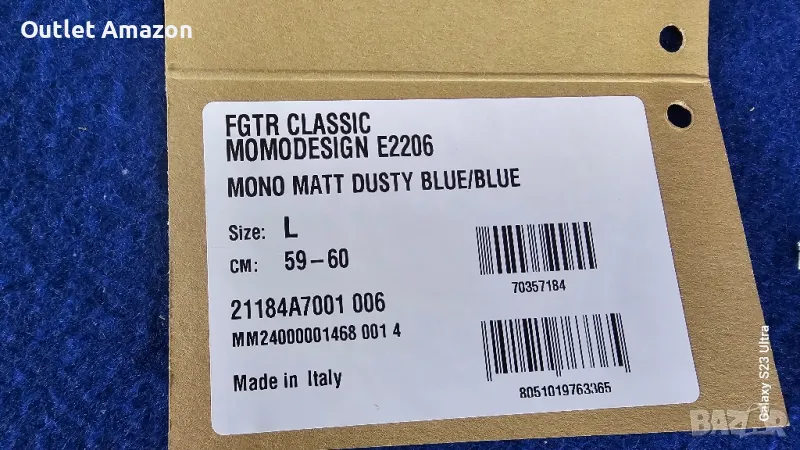 Outlet Amazon
FGTR CLASSIC
MOMODESIGN E2206
MONO MATT DUSTY BLUE/BLUE
Size: L
CM: 59-60
70357184
21184A7001 006
MM24000001468 001 4
Made in Italy
8051019763365
Galaxy S23 Ultra
BAZAR